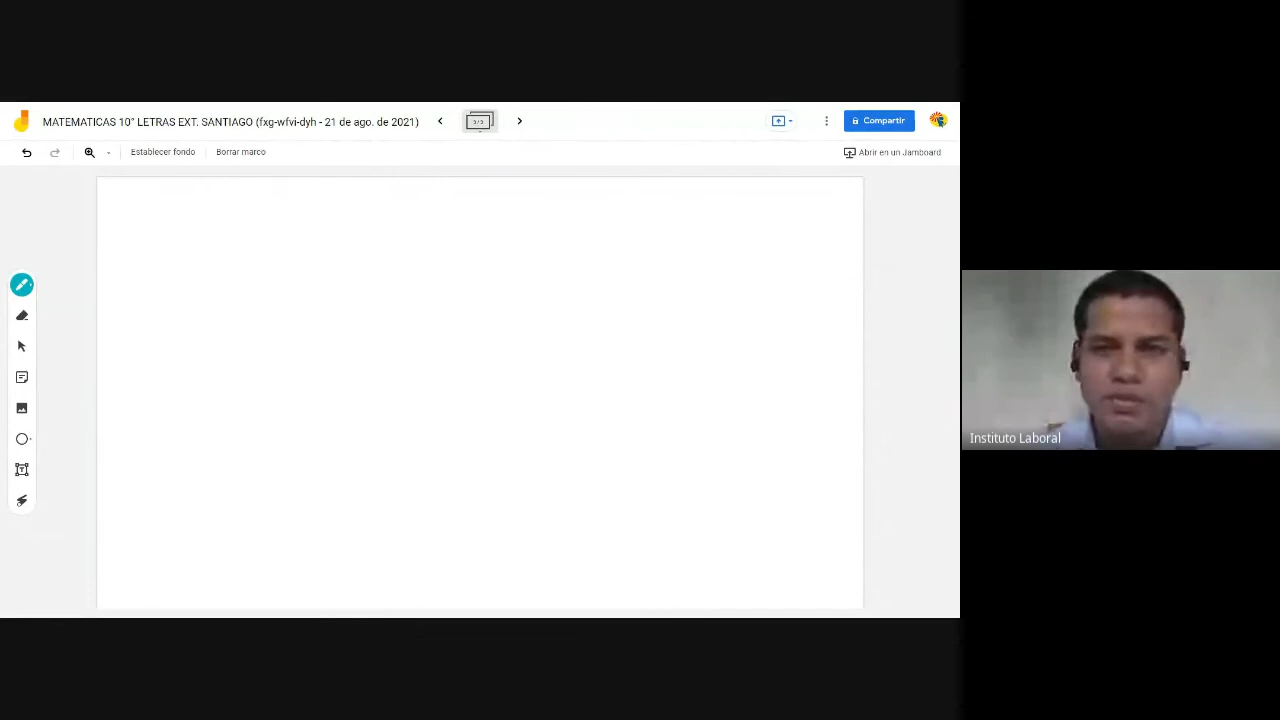 MATEMATICAS 10° LETRAS EXT. SANTIAGO (fxg-wfvi-dyh - 21 de ago. de 2021)
Compartir
Establecer fondo
Borrar marco
Abrir en un Jamboard
Instituto Laboral